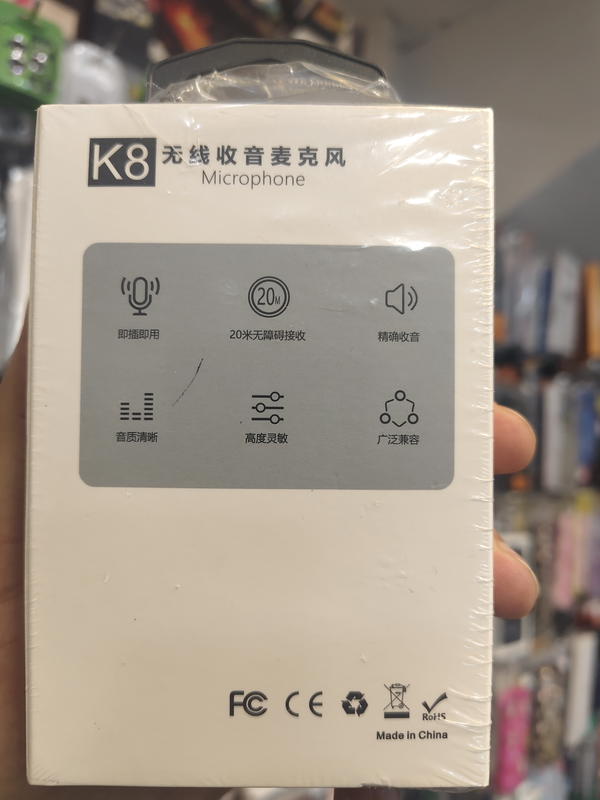 K8 无线收音麦克风
Microphone
20M
即插即用 20米无障碍接收 精确收音
音质清晰 高度灵敏 广泛兼容
FC CE RoHS
Made in China